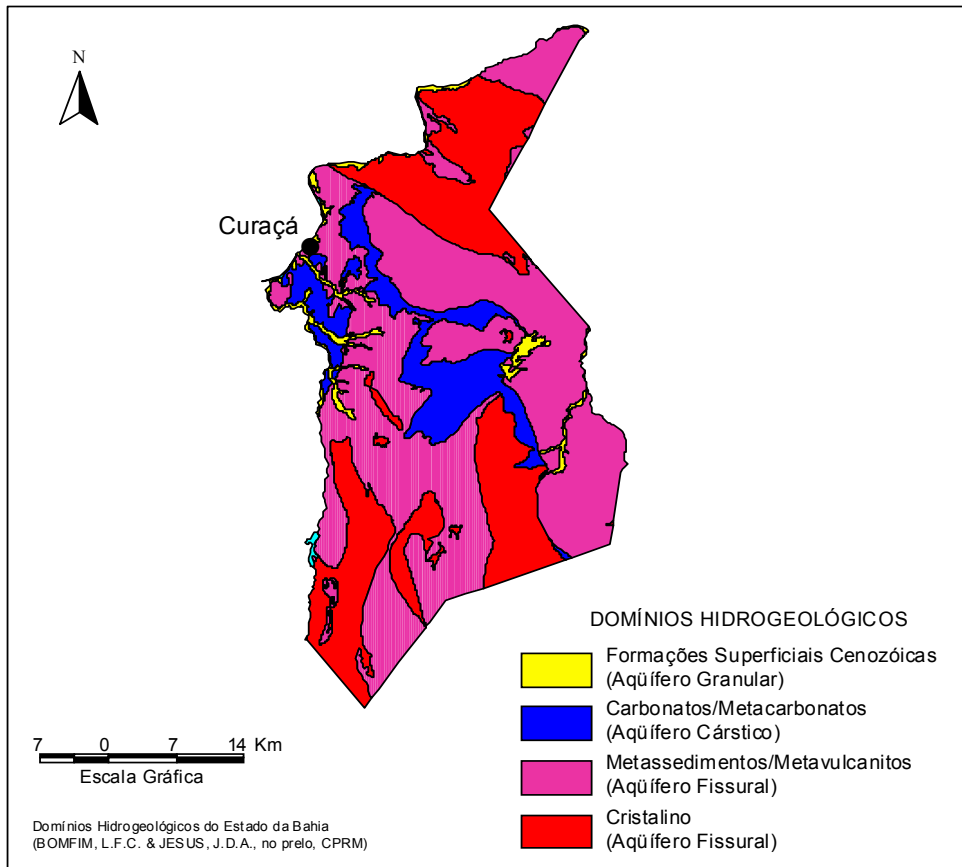 N
Curaçá
DOMÍNIOS HIDROGEOLÓGICOS
Formações Superficiais Cenozóicas
(Aqüífero Granular)
Carbonatos/Metacarbonatos
(Aqüífero Cárstico)
Metassedimentos/Metavulcanitos
(Aqüífero Fissural)
Cristalino
(Aqüífero Fissural)
7 0 7 14 Km
Escala Gráfica
Domínios Hidrogeológicos do Estado da Bahia
(BOMFIM, L.F.C. & JESUS, J.D.A., no prelo, CPRM)